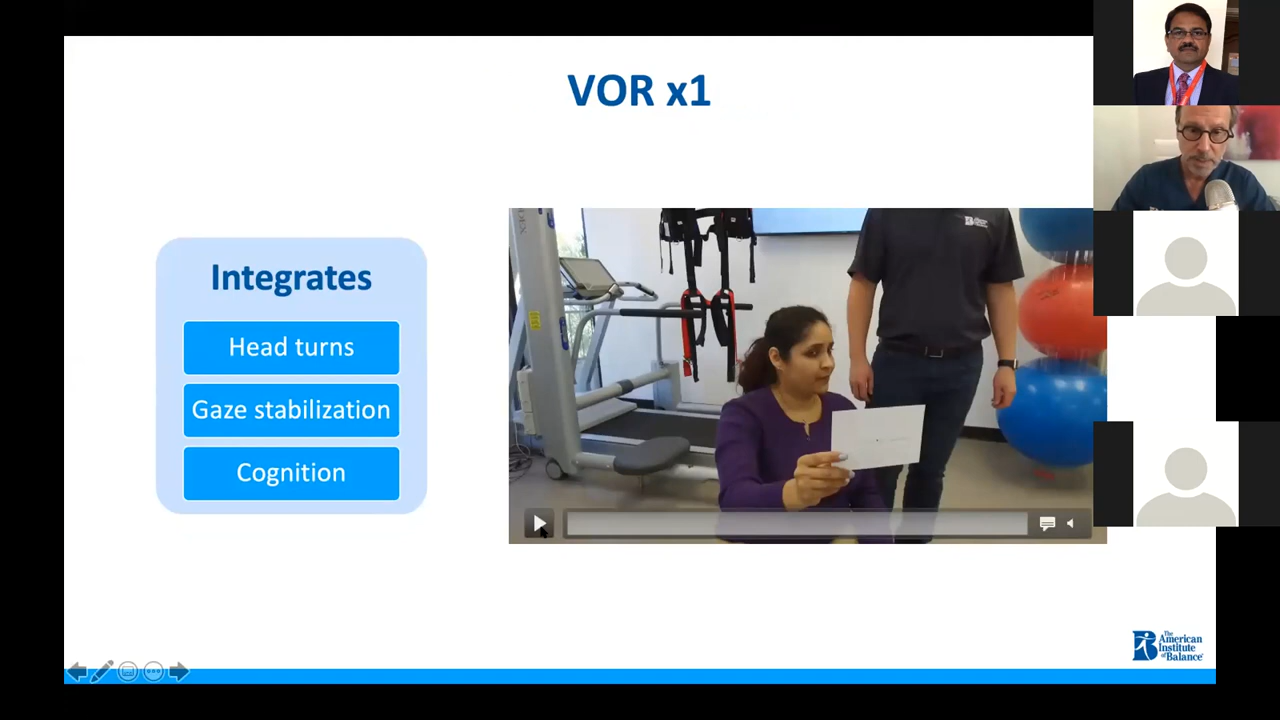 VOR x1
Integrates
Head turns
Gaze stabilization
Cognition
The
American
Institute
of Balance